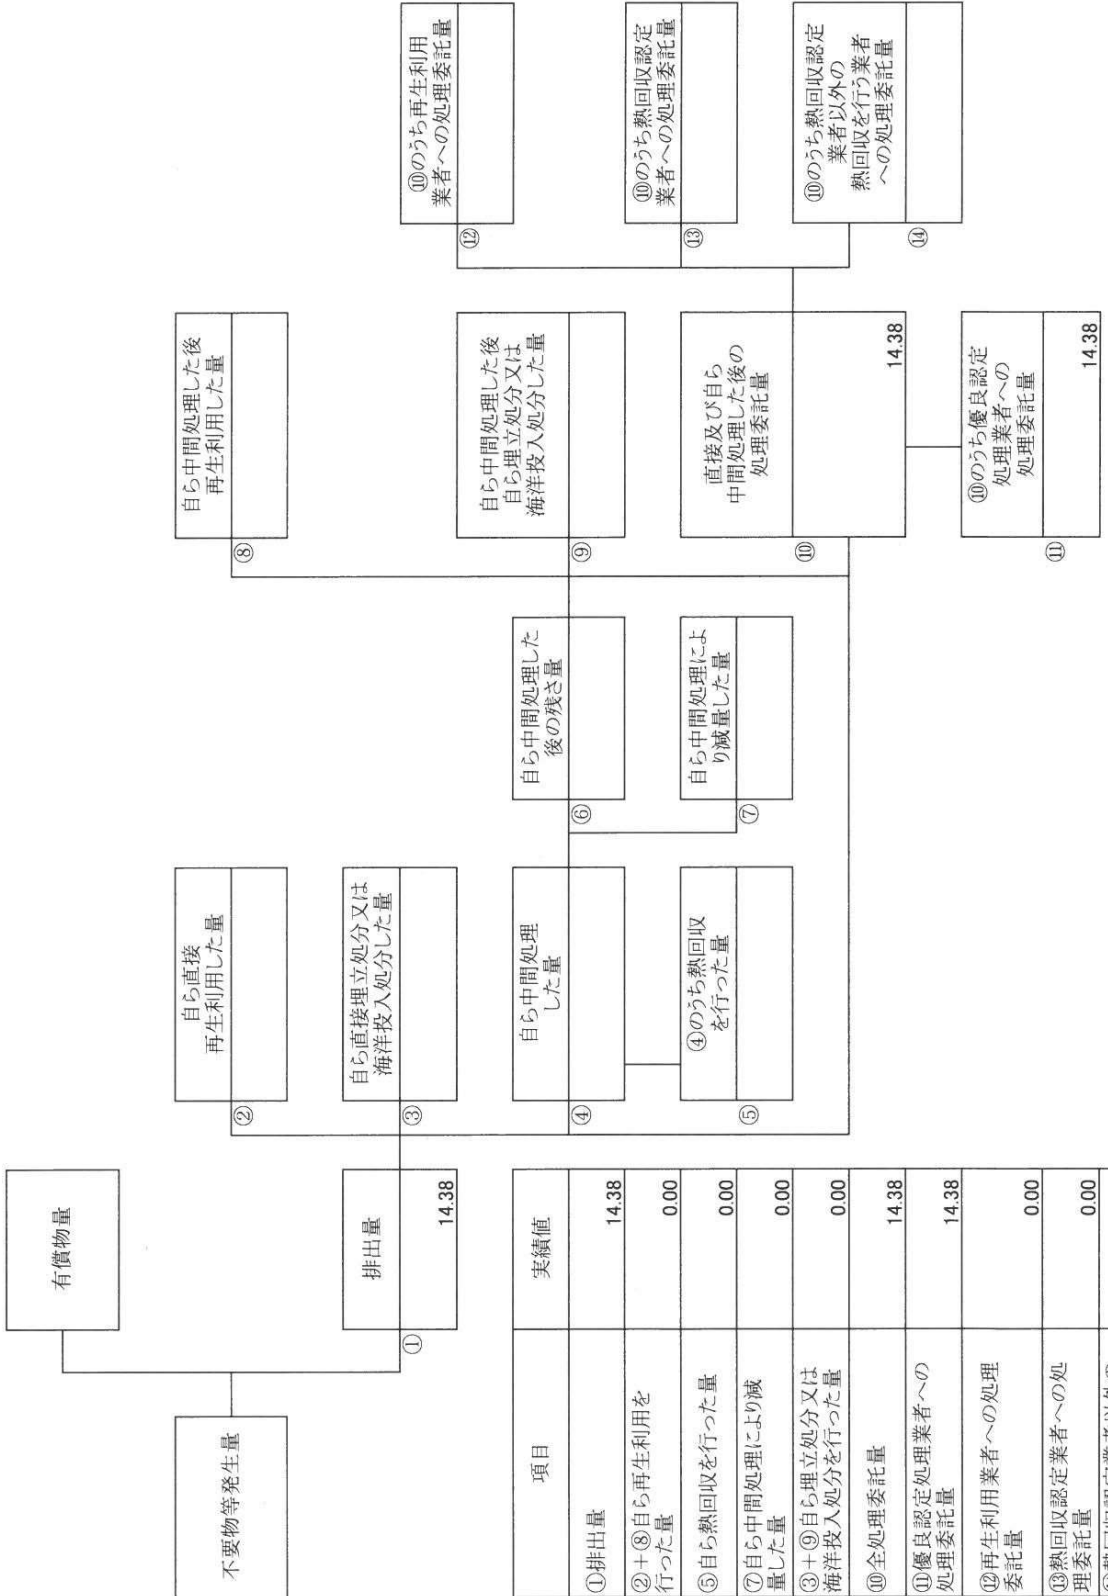 不要物等発生量
有償物量
排出量
①
14.38
自ら直接
再生利用した量
②
自ら直接埋立処分又は
海洋投入処分した量
③
自ら中間処理
した量
④
④のうち熱回収
を行った量
⑤
自ら中間処理した
後の残さ量
⑥
自ら中間処理によ
り減量した量
⑦
自ら中間処理した後
再生利用した量
⑧
自ら中間処理した後
自ら埋立処分又は
海洋投入処分した量
⑨
直接及び自ら
中間処理した後の
処理委託量
⑩
14.38
⑩のうち優良認定
処理業者への
処理委託量
⑪
14.38
⑩のうち再生利用
業者への処理委託量
⑫
⑩のうち熱回収認定
業者への処理委託量
⑬
⑩のうち熱回収認定
業者以外の
熱回収を行う業者
への処理委託量
⑭
項目 実績値
①排出量 14.38
②+⑧自ら再生利用を
行った量 0.00
⑤自ら熱回収を行った量 0.00
⑦自ら中間処理により減
量した量 0.00
③+⑨自ら埋立処分又は
海洋投入処分を行った量 0.00
⑩全処理委託量 14.38
⑪優良認定処理業者への
処理委託量 14.38
⑫再生利用業者への処理
委託量 0.00
⑬熱回収認定業者への処
理委託量 0.00